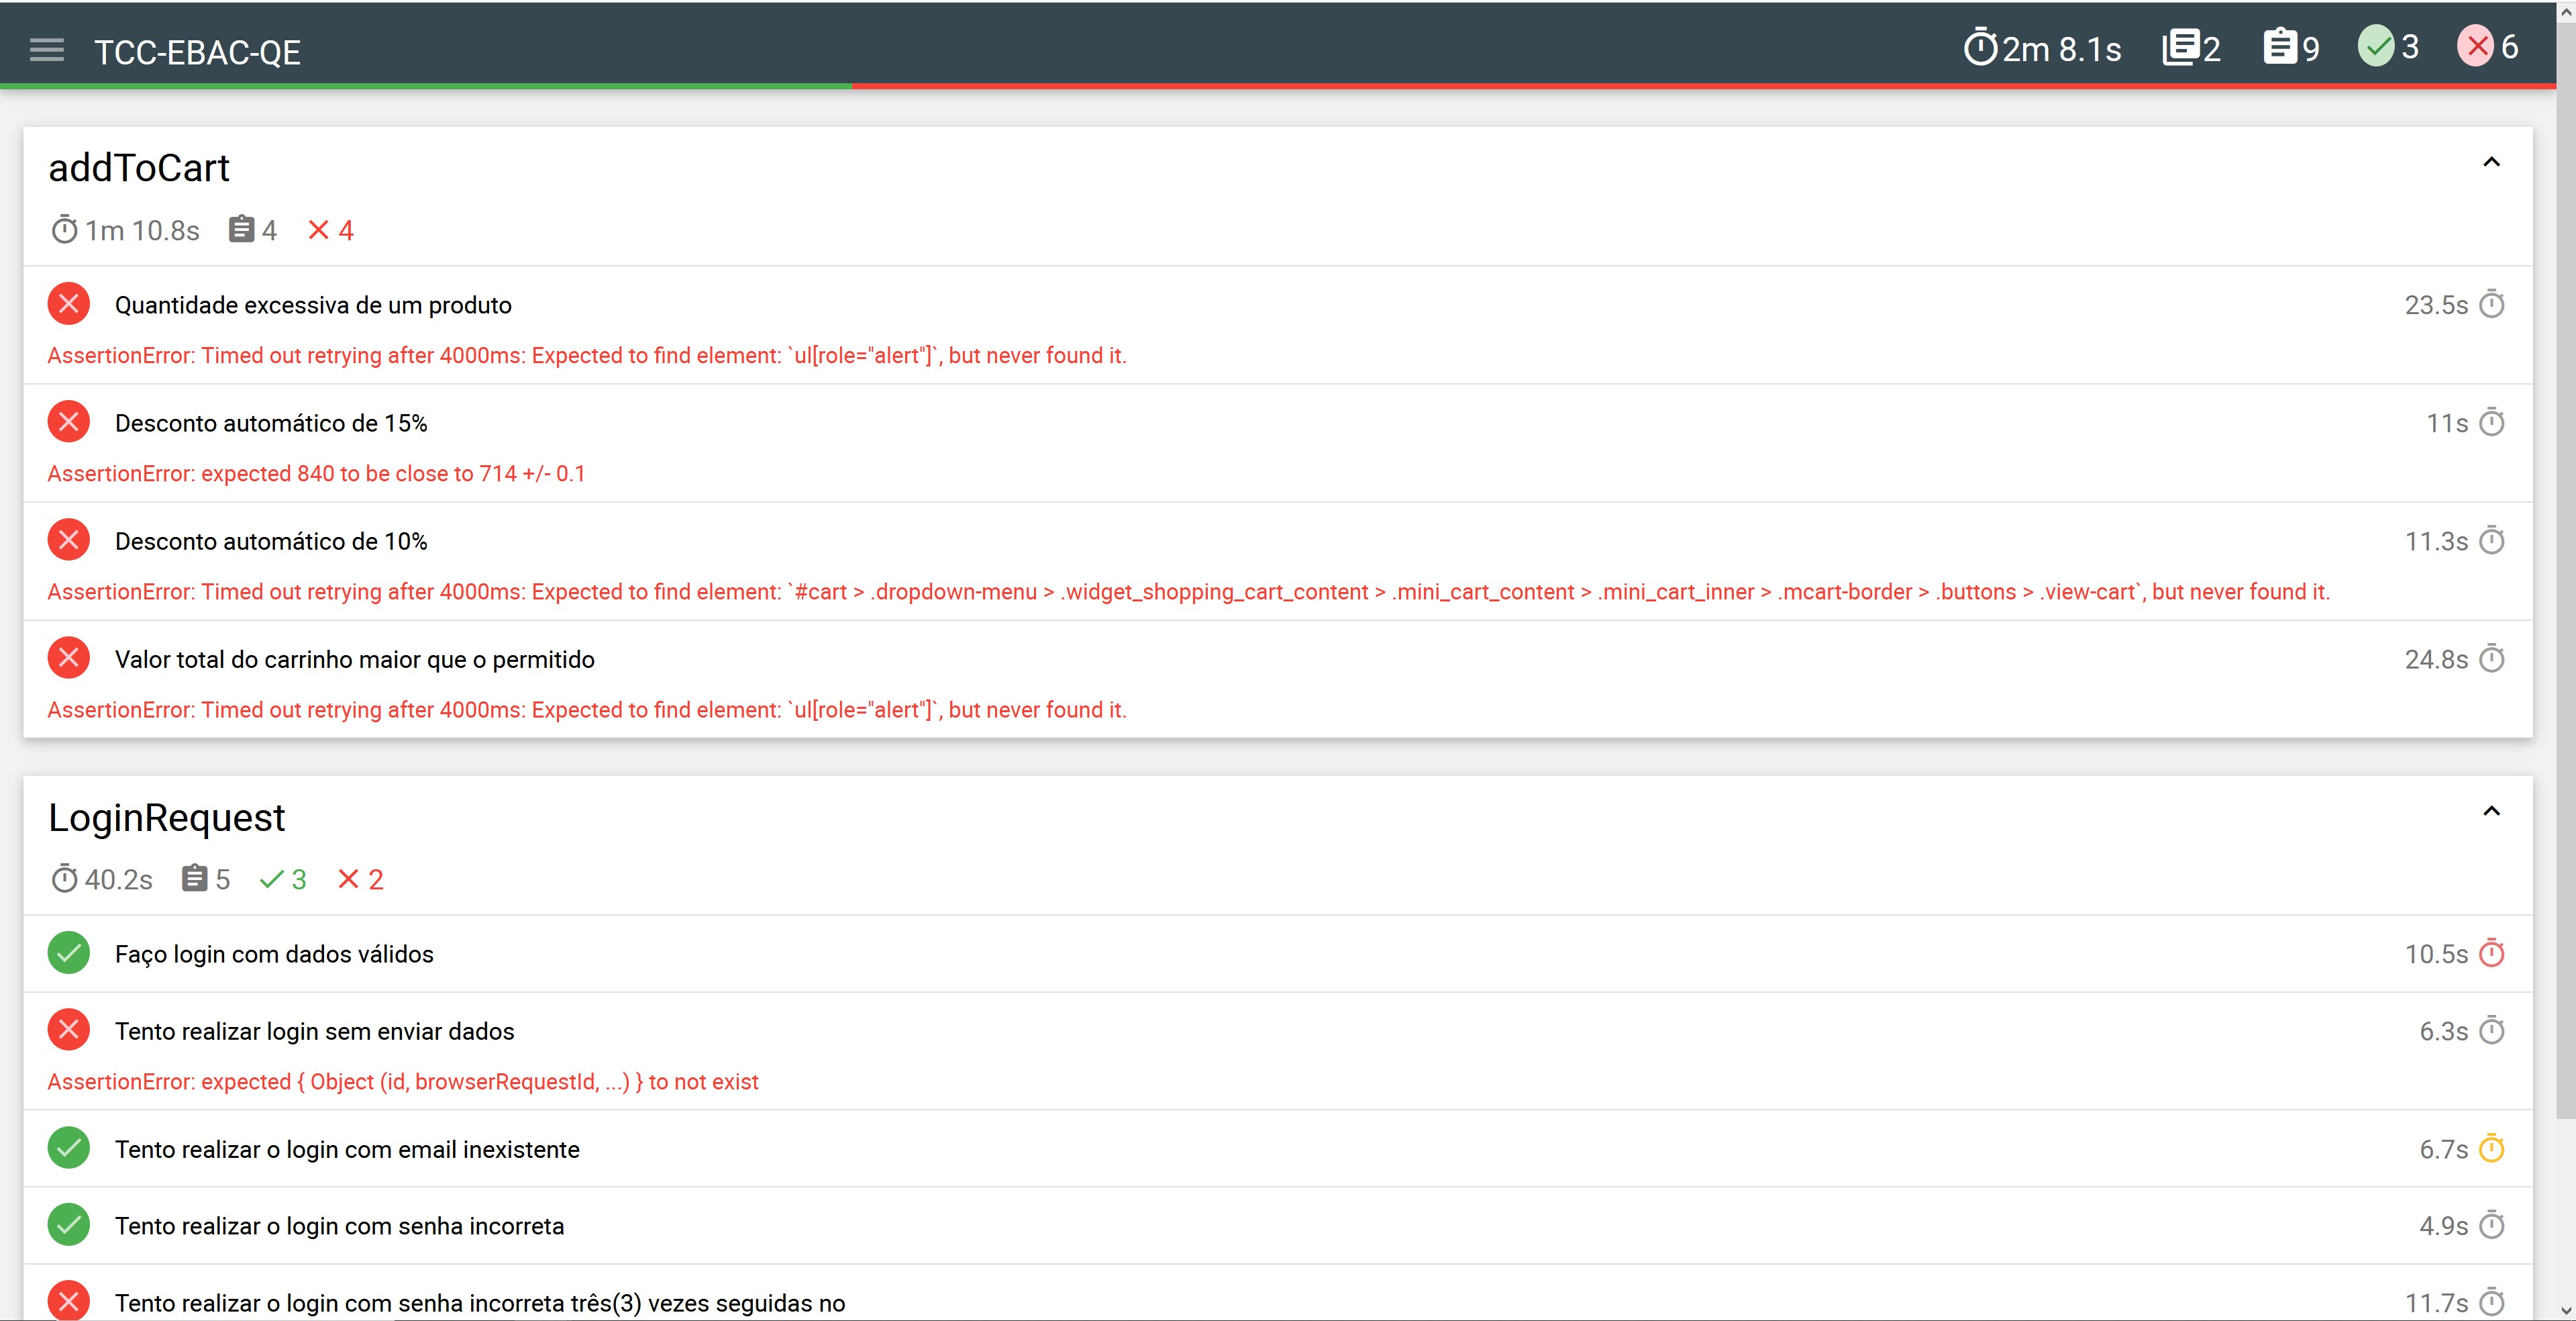 TCC-EBAC-QE 2m 8.1s 2 9 3 6
addToCart
1m 10.8s 4 4
Quantidade excessiva de um produto 23.5s
AssertionError: Timed out retrying after 4000ms: Expected to find element: `ul[role="alert"]`, but never found it.
Desconto automático de 15% 11s
AssertionError: expected 840 to be close to 714 +/- 0.1
Desconto automático de 10% 11.3s
AssertionError: Timed out retrying after 4000ms: Expected to find element: `#cart > .dropdown-menu > .widget_shopping_cart_content > .mini_cart_content > .mini_cart_inner > .mcart-border > .buttons > .view-cart`, but never found it.
Valor total do carrinho maior que o permitido 24.8s
AssertionError: Timed out retrying after 4000ms: Expected to find element: `ul[role="alert"]`, but never found it.
LoginRequest
40.2s 5 3 2
Faço login com dados válidos 10.5s
Tento realizar login sem enviar dados 6.3s
AssertionError: expected { Object (id, browserRequestId, ...) } to not exist
Tento realizar o login com email inexistente 6.7s
Tento realizar o login com senha incorreta 4.9s
Tento realizar o login com senha incorreta três(3) vezes seguidas no 11.7s